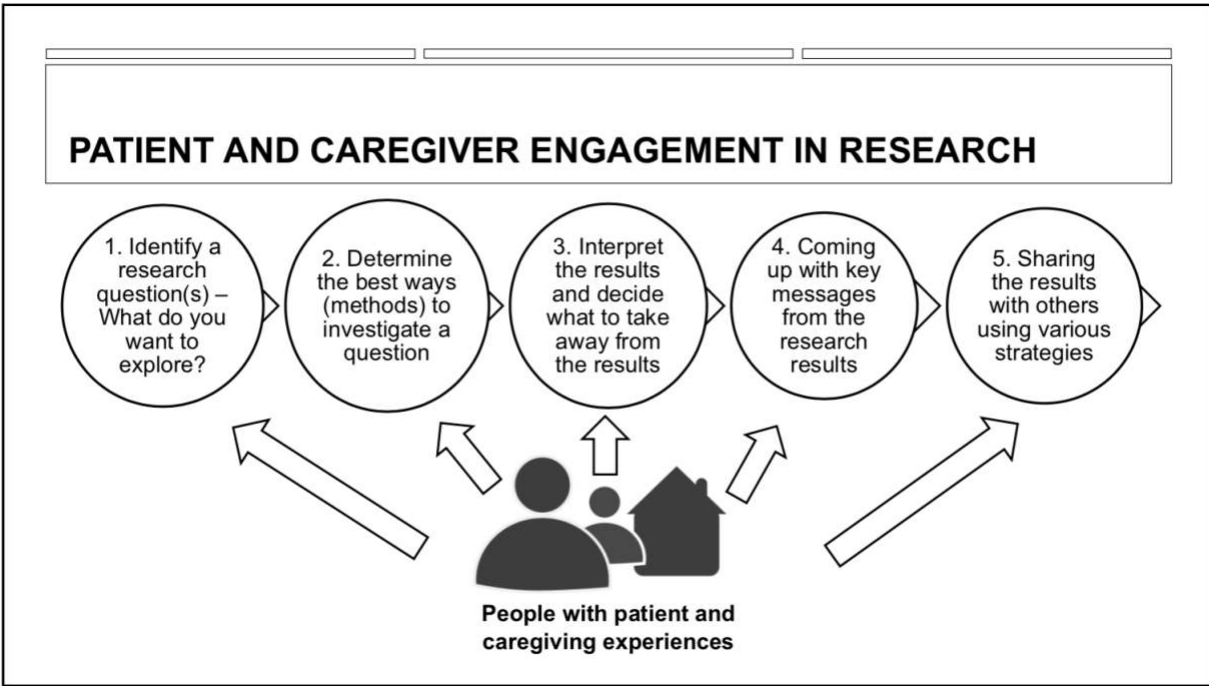 PATIENT AND CAREGIVER ENGAGEMENT IN RESEARCH
1. Identify a
research
question(s) –
What do you
want to
explore?
2. Determine
the best ways
(methods) to
investigate a
question
3. Interpret
the results
and decide
what to take
away from
the results
4. Coming
up with key
messages
from the
research
results
5. Sharing
the results
with others
using various
strategies
People with patient and
caregiving experiences